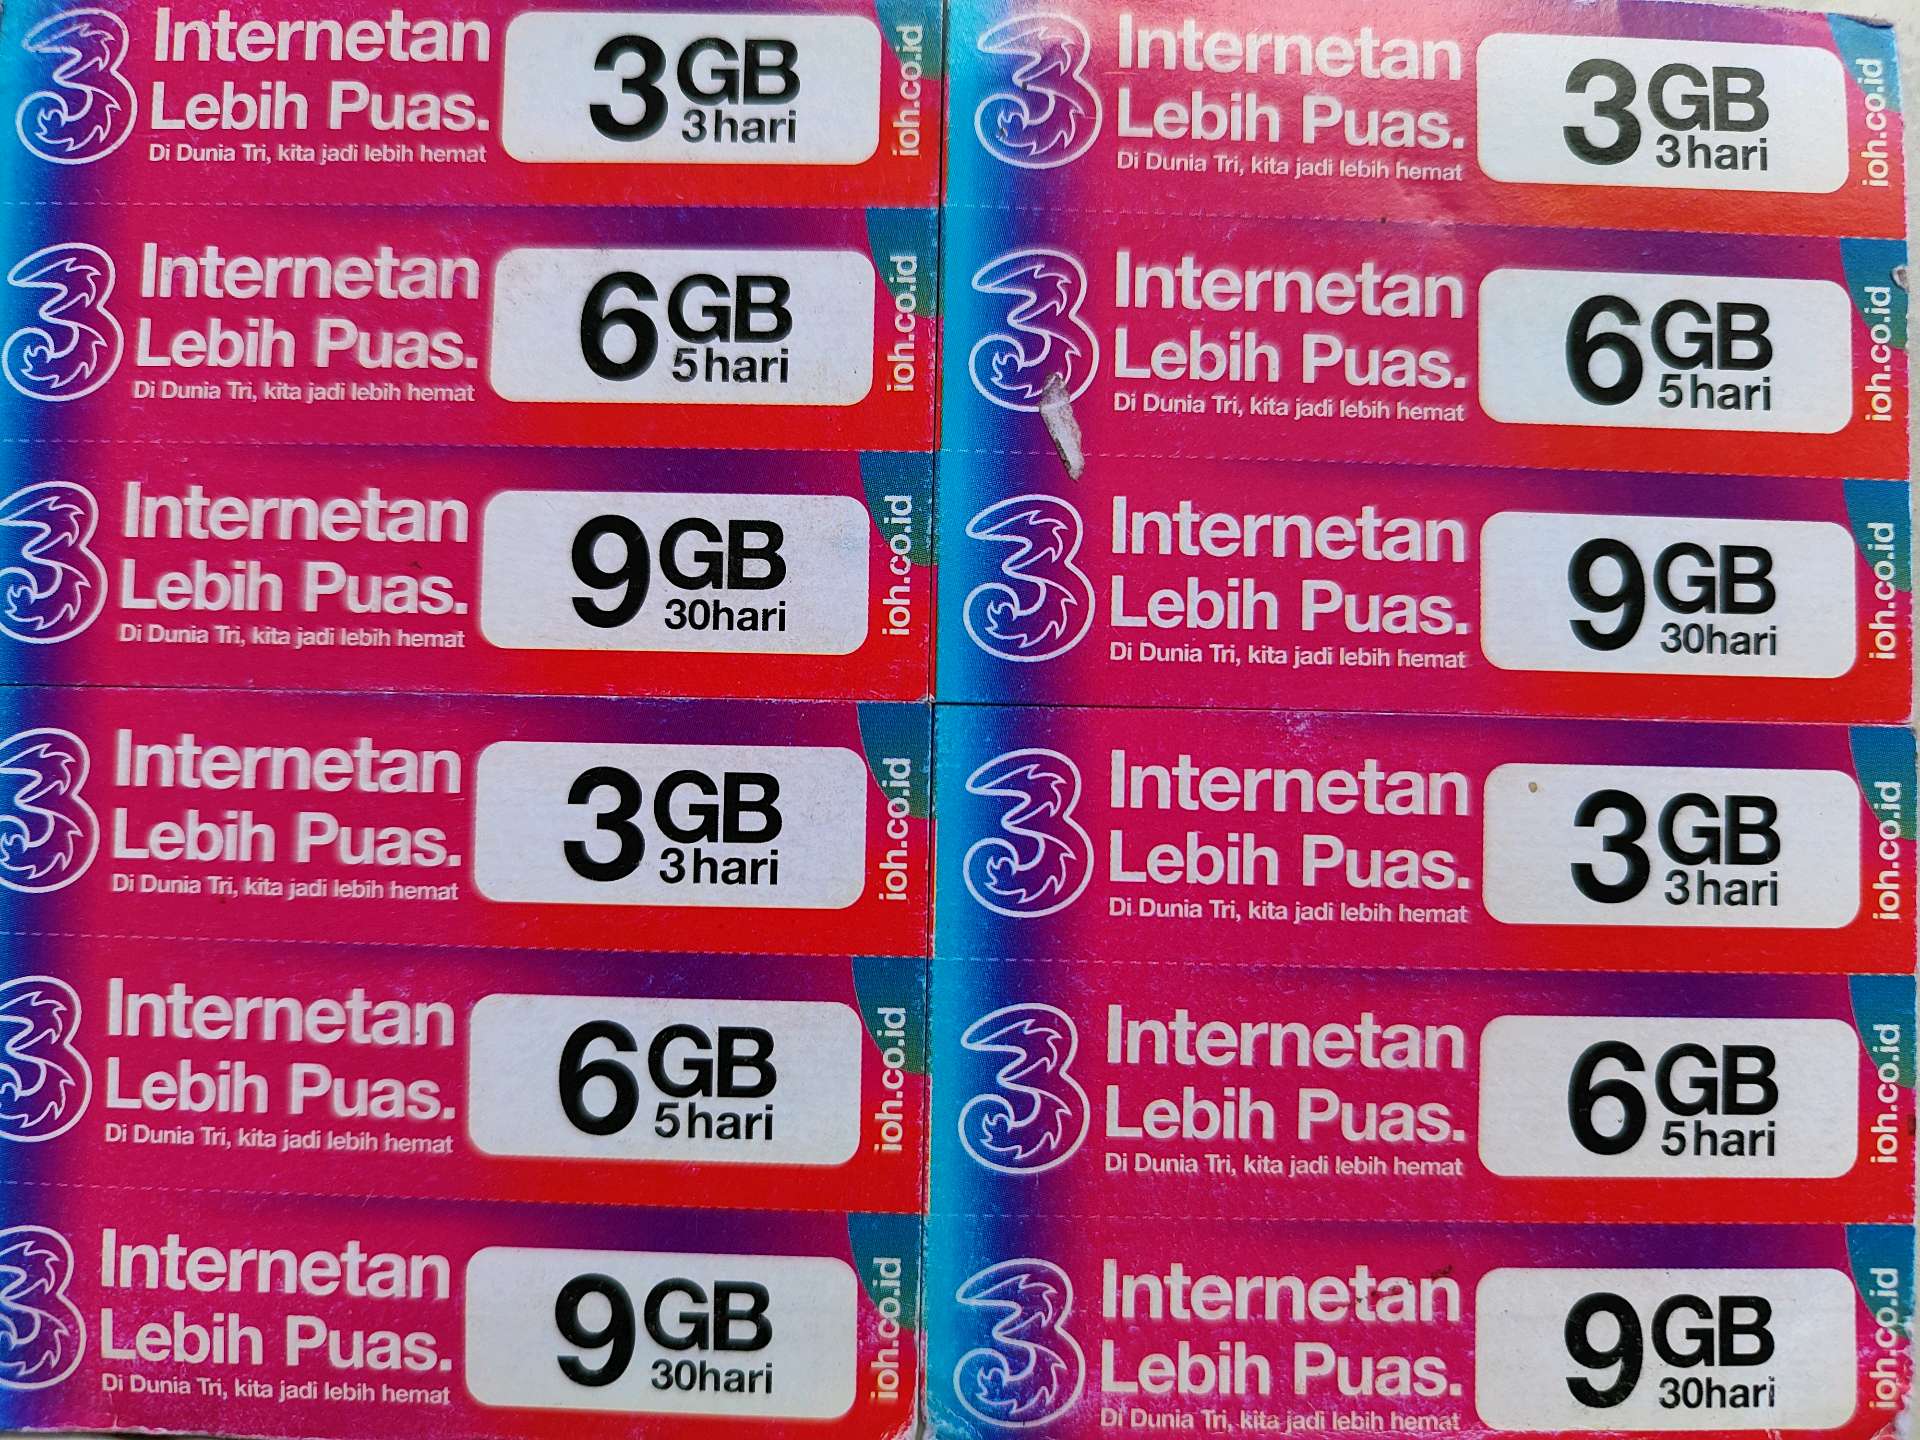 Internetan
Lebih Puas.
Di Dunia Tri, kita jadi lebih hemat
3GB
3hari
ioh.co.id
Internetan
Lebih Puas.
Di Dunia Tri, kita jadi lebih hemat
6GB
5hari
ioh.co.id
Internetan
Lebih Puas.
Di Dunia Tri, kita jadi lebih hemat
9GB
30hari
ioh.co.id
Internetan
Lebih Puas.
Di Dunia Tri, kita jadi lebih hemat
3GB
3hari
ioh.co.id
Internetan
Lebih Puas.
Di Dunia Tri, kita jadi lebih hemat
6GB
5hari
ioh.co.id
Internetan
Lebih Puas.
Di Dunia Tri, kita jadi lebih hemat
9GB
30hari
ioh.co.id
Internetan
Lebih Puas.
Di Dunia Tri, kita jadi lebih hemat
3GB
3hari
ioh.co.id
Internetan
Lebih Puas.
Di Dunia Tri, kita jadi lebih hemat
6GB
5hari
ioh.co.id
Internetan
Lebih Puas.
Di Dunia Tri, kita jadi lebih hemat
9GB
30hari
ioh.co.id
Internetan
Lebih Puas.
Di Dunia Tri, kita jadi lebih hemat
3GB
3hari
ioh.co.id
Internetan
Lebih Puas.
Di Dunia Tri, kita jadi lebih hemat
6GB
5hari
ioh.co.id
Internetan
Lebih Puas.
Di Dunia Tri, kita jadi lebih hemat
9GB
30hari
ioh.co.id